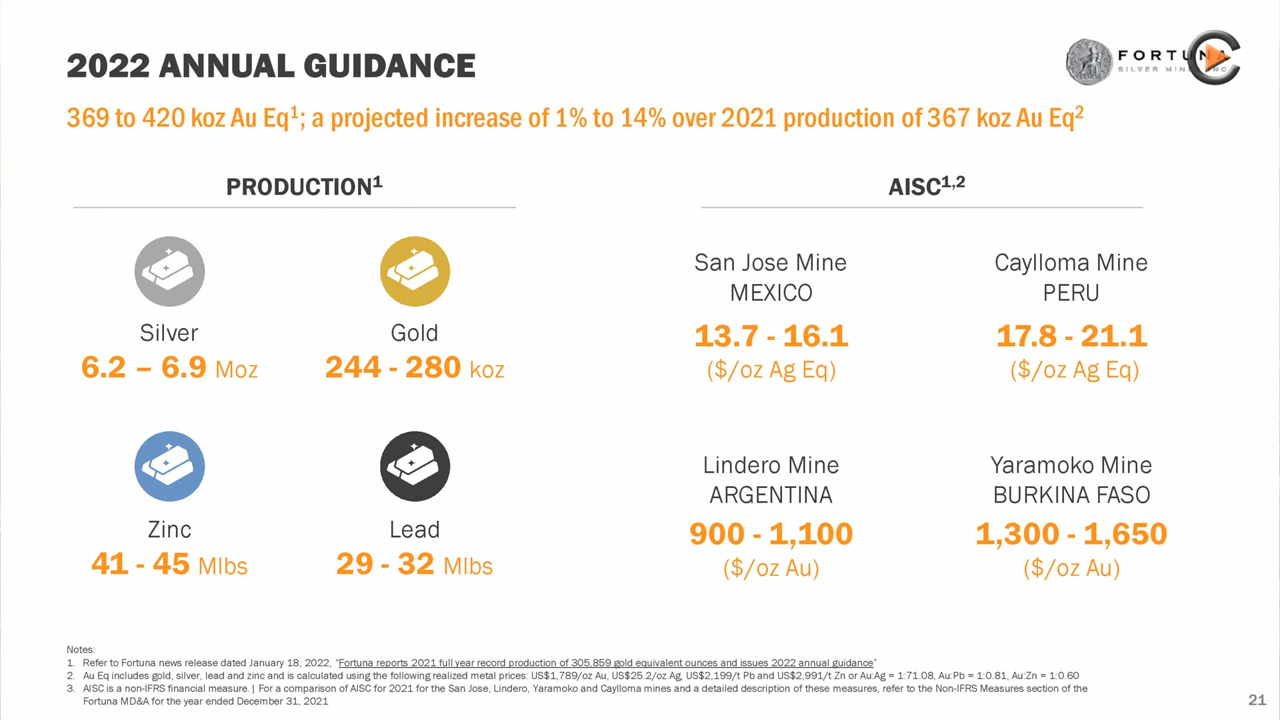 2022 ANNUAL GUIDANCE
FORTUNA
SILVER MINES INC
369 to 420 koz Au Eq1; a projected increase of 1% to 14% over 2021 production of 367 koz Au Eq2
PRODUCTION1
Silver
6.2 – 6.9 Moz
Gold
244 - 280 koz
Zinc
41 - 45 Mlbs
Lead
29 - 32 Mlbs
AISC1,2
San Jose Mine
MEXICO
13.7 - 16.1
($/oz Ag Eq)
Caylloma Mine
PERU
17.8 - 21.1
($/oz Ag Eq)
Lindero Mine
ARGENTINA
900 - 1,100
($/oz Au)
Yaramoko Mine
BURKINA FASO
1,300 - 1,650
($/oz Au)
Notes:
1. Refer to Fortuna news release dated January 18, 2022, “Fortuna reports 2021 full year record production of 305,859 gold equivalent ounces and issues 2022 annual guidance”
2. Au Eq includes gold, silver, lead and zinc and is calculated using the following realized metal prices: US$1,789/oz Au, US$25.2/oz Ag, US$2,199/t Pb and US$2,991/t Zn or Au:Ag = 1:71.08, Au:Pb = 1:0.81, Au:Zn = 1:0.60
3. AISC is a non-IFRS financial measure. | For a comparison of AISC for 2021 for the San Jose, Lindero, Yaramoko and Caylloma mines and a detailed description of these measures, refer to the Non-IFRS Measures section of the
Fortuna MD&A for the year ended December 31, 2021
21